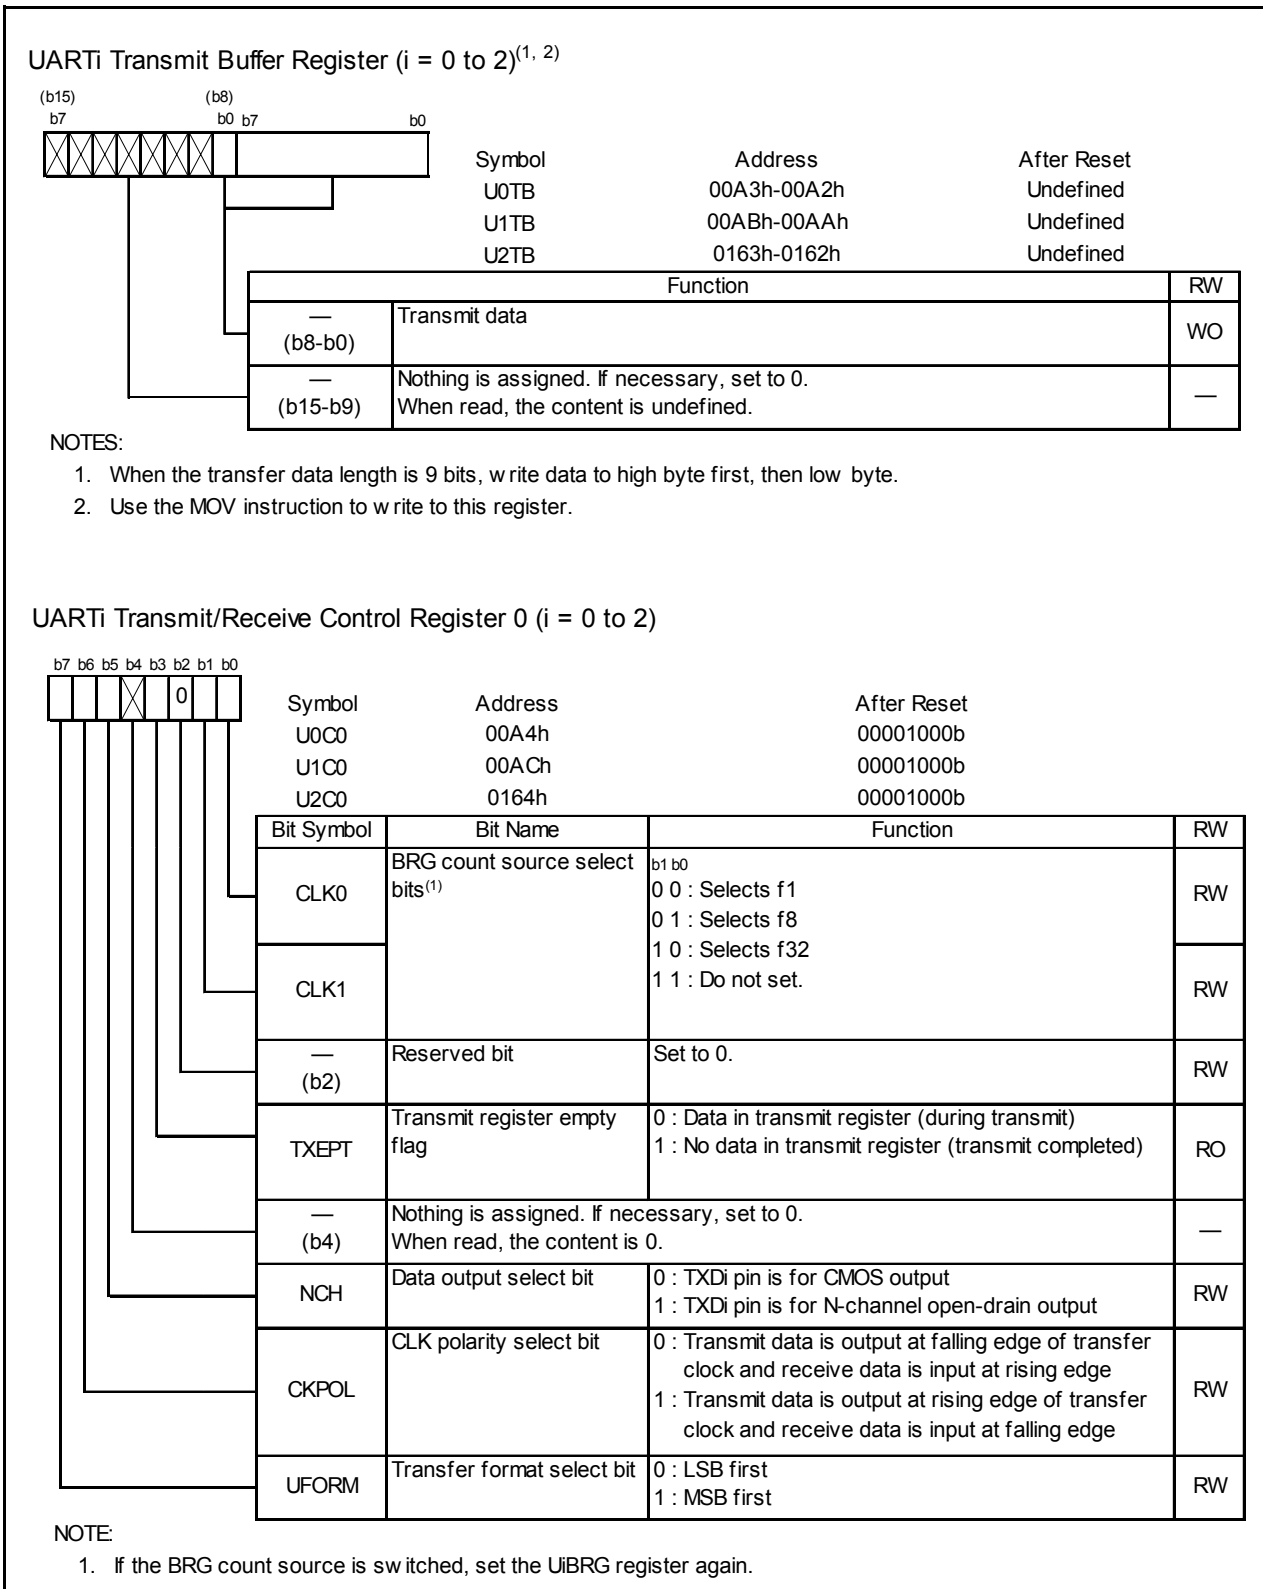 UARTi Transmit Buffer Register (i = 0 to 2)(1, 2)
(b15) (b8)
b7 b0 b7 b0
Symbol Address After Reset
U0TB 00A3h-00A2h Undefined
U1TB 00ABh-00AAh Undefined
U2TB 0163h-0162h Undefined
Function RW
— (b8-b0) Transmit data WO
— (b15-b9) Nothing is assigned. If necessary, set to 0.
When read, the content is undefined. —
NOTES:
1. When the transfer data length is 9 bits, write data to high byte first, then low byte.
2. Use the MOV instruction to write to this register.
UARTi Transmit/Receive Control Register 0 (i = 0 to 2)
b7 b6 b5 b4 b3 b2 b1 b0
0
Symbol Address After Reset
U0C0 00A4h 00001000b
U1C0 00ACh 00001000b
U2C0 0164h 00001000b
Bit Symbol Bit Name Function RW
CLK0 BRG count source select bits(1) b1 b0
0 0 : Selects f1
0 1 : Selects f8
1 0 : Selects f32
1 1 : Do not set. RW
CLK1 RW
— (b2) Reserved bit Set to 0. RW
TXEPT Transmit register empty flag 0 : Data in transmit register (during transmit)
1 : No data in transmit register (transmit completed) RO
— (b4) Nothing is assigned. If necessary, set to 0.
When read, the content is 0. —
NCH Data output select bit 0 : TXDi pin is for CMOS output
1 : TXDi pin is for N-channel open-drain output RW
CKPOL CLK polarity select bit 0 : Transmit data is output at falling edge of transfer
clock and receive data is input at rising edge
1 : Transmit data is output at rising edge of transfer
clock and receive data is input at falling edge RW
UFORM Transfer format select bit 0 : LSB first
1 : MSB first RW
NOTE:
1. If the BRG count source is switched, set the UiBRG register again.